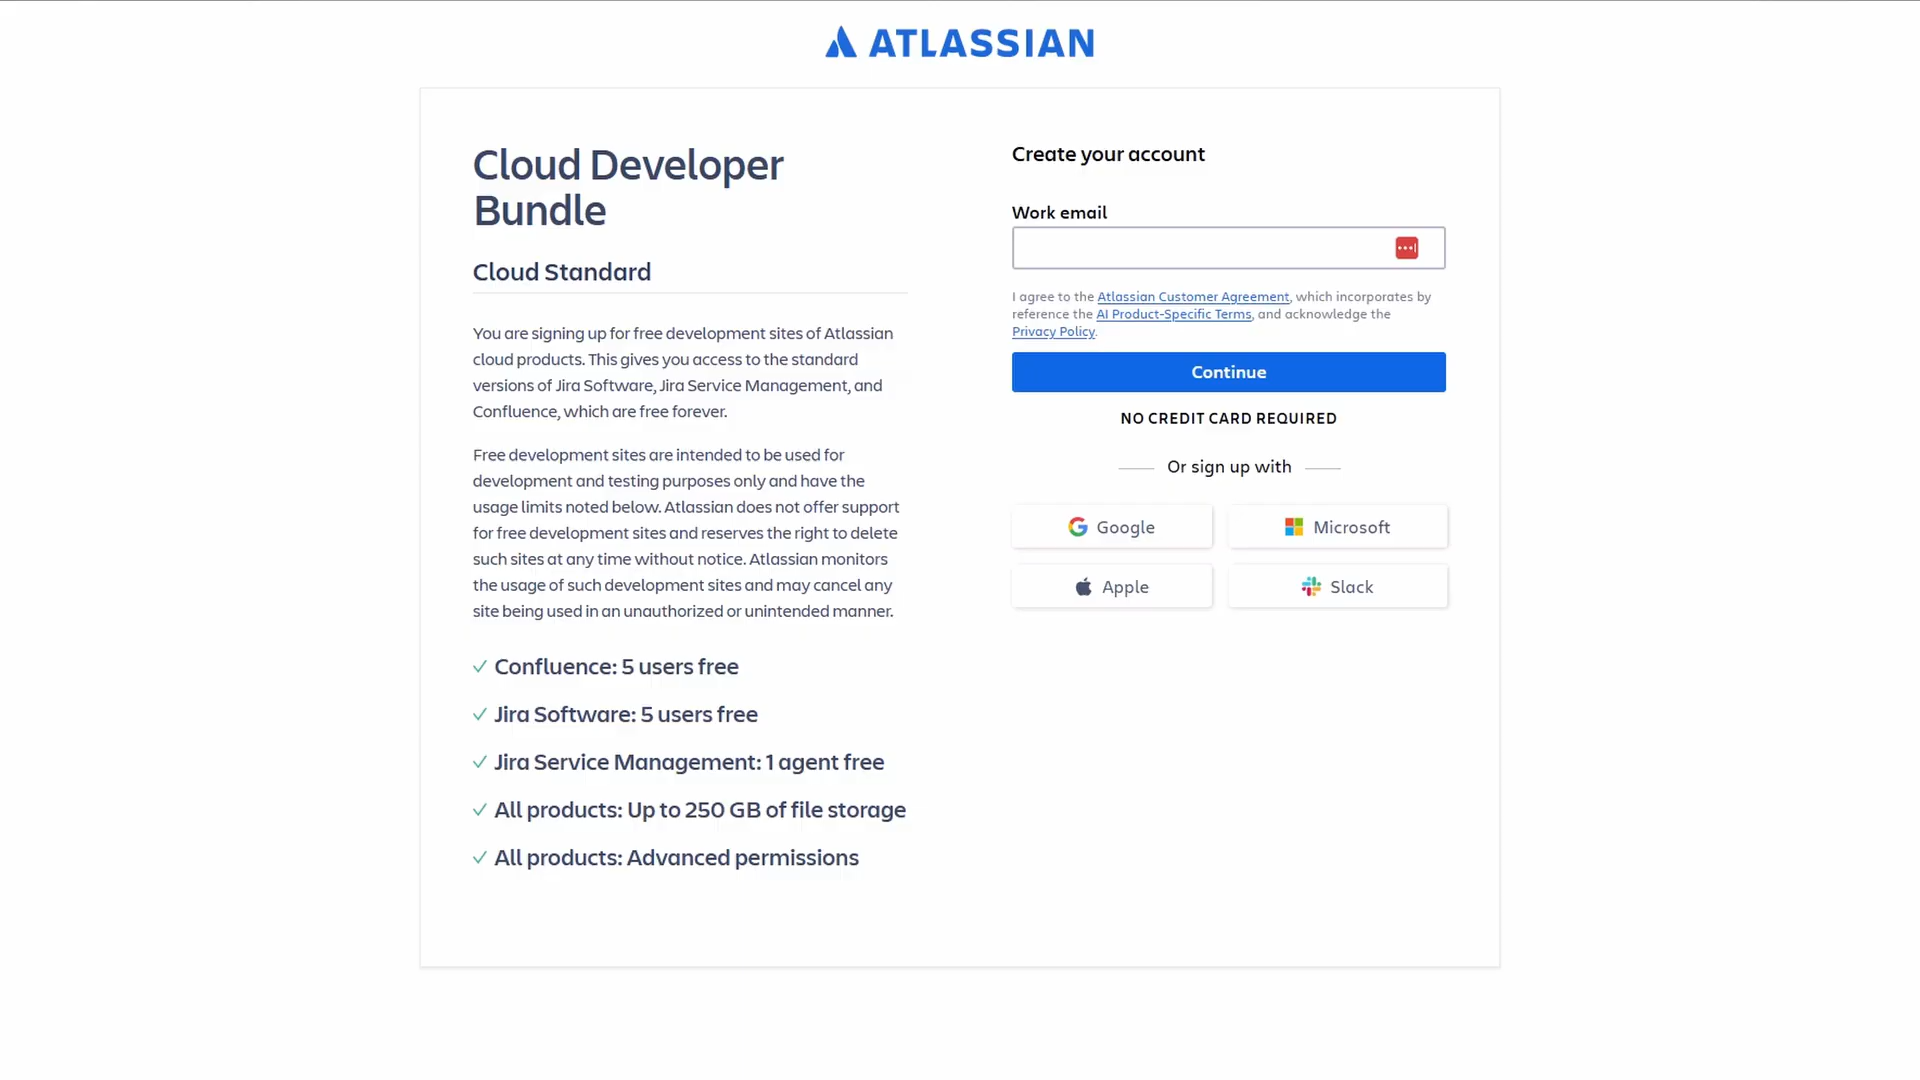 ATLASSIAN
Cloud Developer
Bundle
Cloud Standard
You are signing up for free development sites of Atlassian
cloud products. This gives you access to the standard
versions of Jira Software, Jira Service Management, and
Confluence, which are free forever.
Free development sites are intended to be used for
development and testing purposes only and have the
usage limits noted below. Atlassian does not offer support
for free development sites and reserves the right to delete
such sites at any time without notice. Atlassian monitors
the usage of such development sites and may cancel any
site being used in an unauthorized or unintended manner.
Confluence: 5 users free
Jira Software: 5 users free
Jira Service Management: 1 agent free
All products: Up to 250 GB of file storage
All products: Advanced permissions
Create your account
Work email
I agree to the Atlassian Customer Agreement, which incorporates by
reference the AI Product-Specific Terms, and acknowledge the
Privacy Policy.
Continue
NO CREDIT CARD REQUIRED
Or sign up with
Google
Microsoft
Apple
Slack